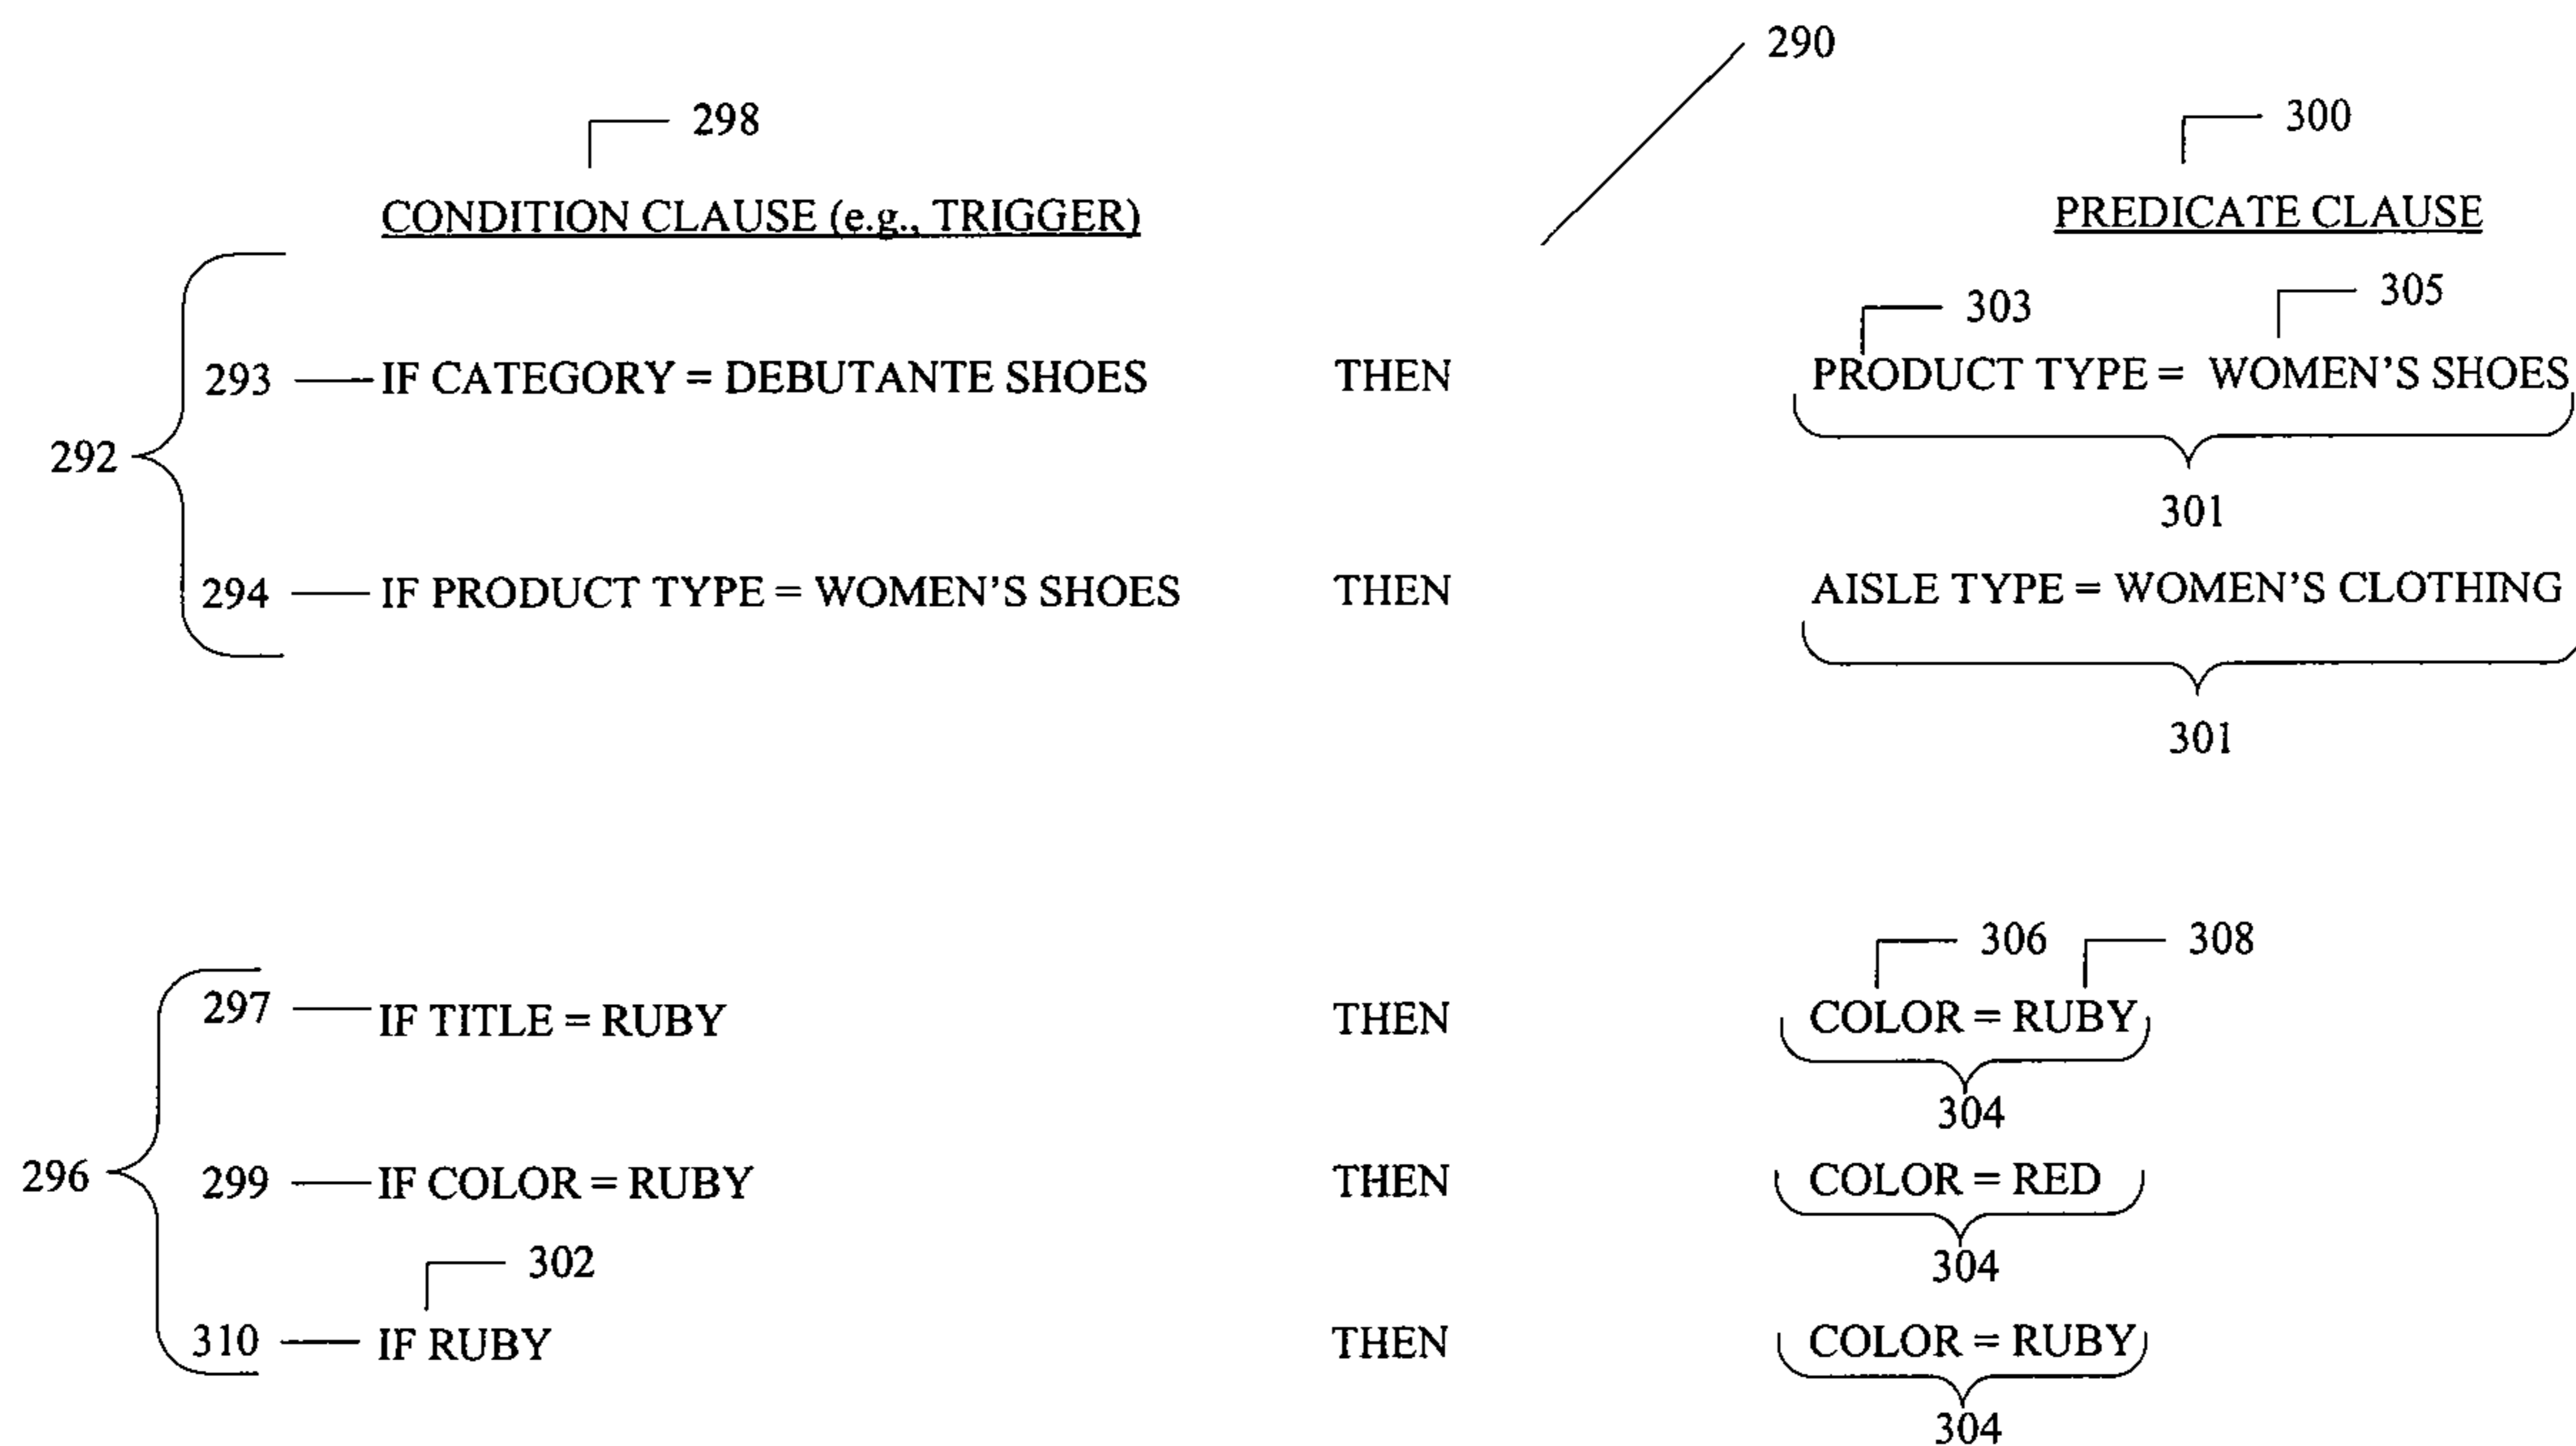 290
298
300
CONDITION CLAUSE (e.g., TRIGGER)
PREDICATE CLAUSE
303
305
293 IF CATEGORY = DEBUTANTE SHOES THEN PRODUCT TYPE = WOMEN'S SHOES
292
301
294 IF PRODUCT TYPE = WOMEN'S SHOES THEN AISLE TYPE = WOMEN'S CLOTHING
301
306
308
297 IF TITLE = RUBY THEN COLOR = RUBY
304
296
299 IF COLOR = RUBY THEN COLOR = RED
302
304
310 IF RUBY THEN COLOR = RUBY
304